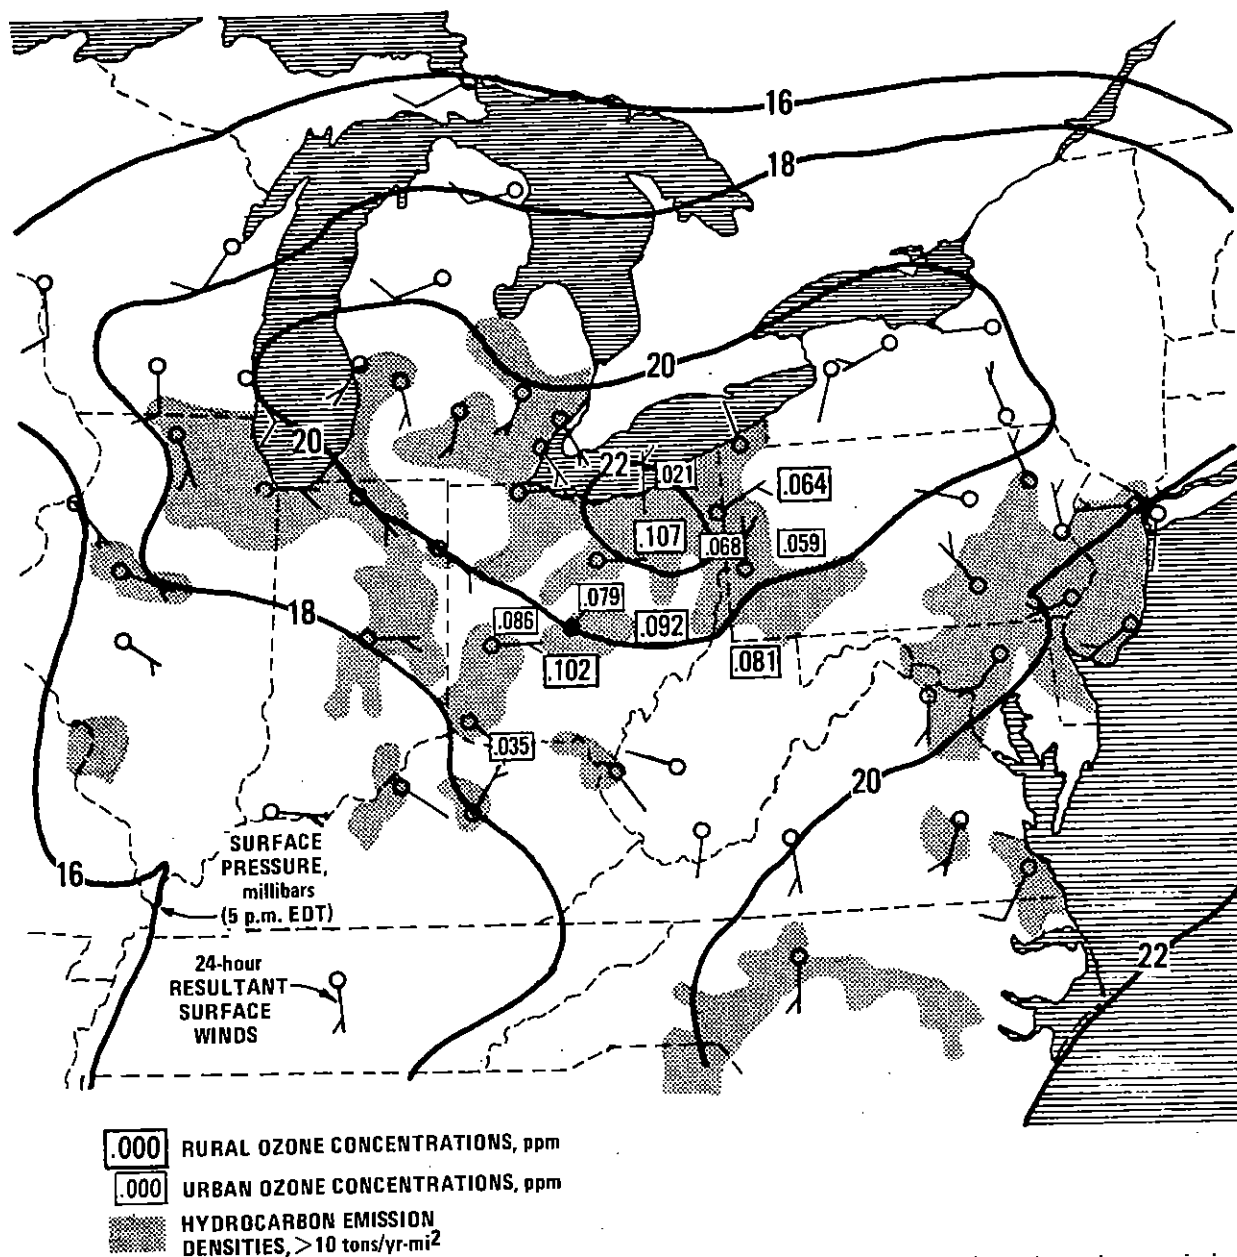 16
18
20
20
22
.021
.064
.107
.068
.059
.079
.086
.092
18
.102
.081
.035
20
SURFACE
PRESSURE,
millibars
(5 p.m. EDT)
16
22
24-hour
RESULTANT
SURFACE
WINDS
.000 RURAL OZONE CONCENTRATIONS, ppm
.000 URBAN OZONE CONCENTRATIONS, ppm
HYDROCARBON EMISSION
DENSITIES, >10 tons/yr-mi²